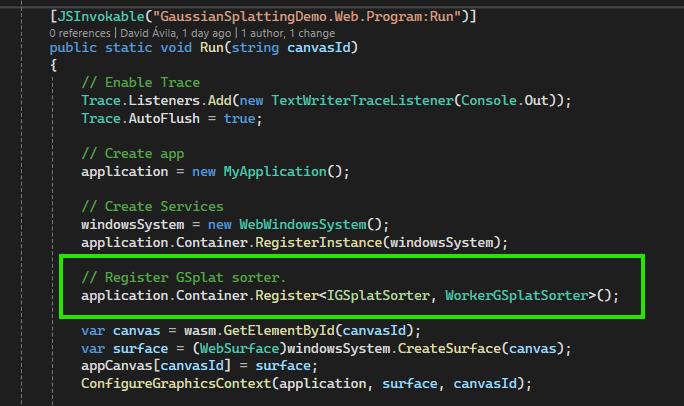 [JSInvokable("GaussianSplattingDemo.Web.Program:Run")]
0 references | David Ávila, 1 day ago | 1 author, 1 change
public static void Run(string canvasId)
{
// Enable Trace
Trace.Listeners.Add(new TextWriterTraceListener(Console.Out));
Trace.AutoFlush = true;
// Create app
application = new MyApplication();
// Create Services
windowsSystem = new WebWindowsSystem();
application.Container.RegisterInstance(windowsSystem);
// Register GSplat sorter.
application.Container.Register<IGSplatSorter, WorkerGSplatSorter>();
var canvas = wasm.GetElementById(canvasId);
var surface = (WebSurface)windowsSystem.CreateSurface(canvas);
appCanvas[canvasId] = surface;
ConfigureGraphicsContext(application, surface, canvasId);